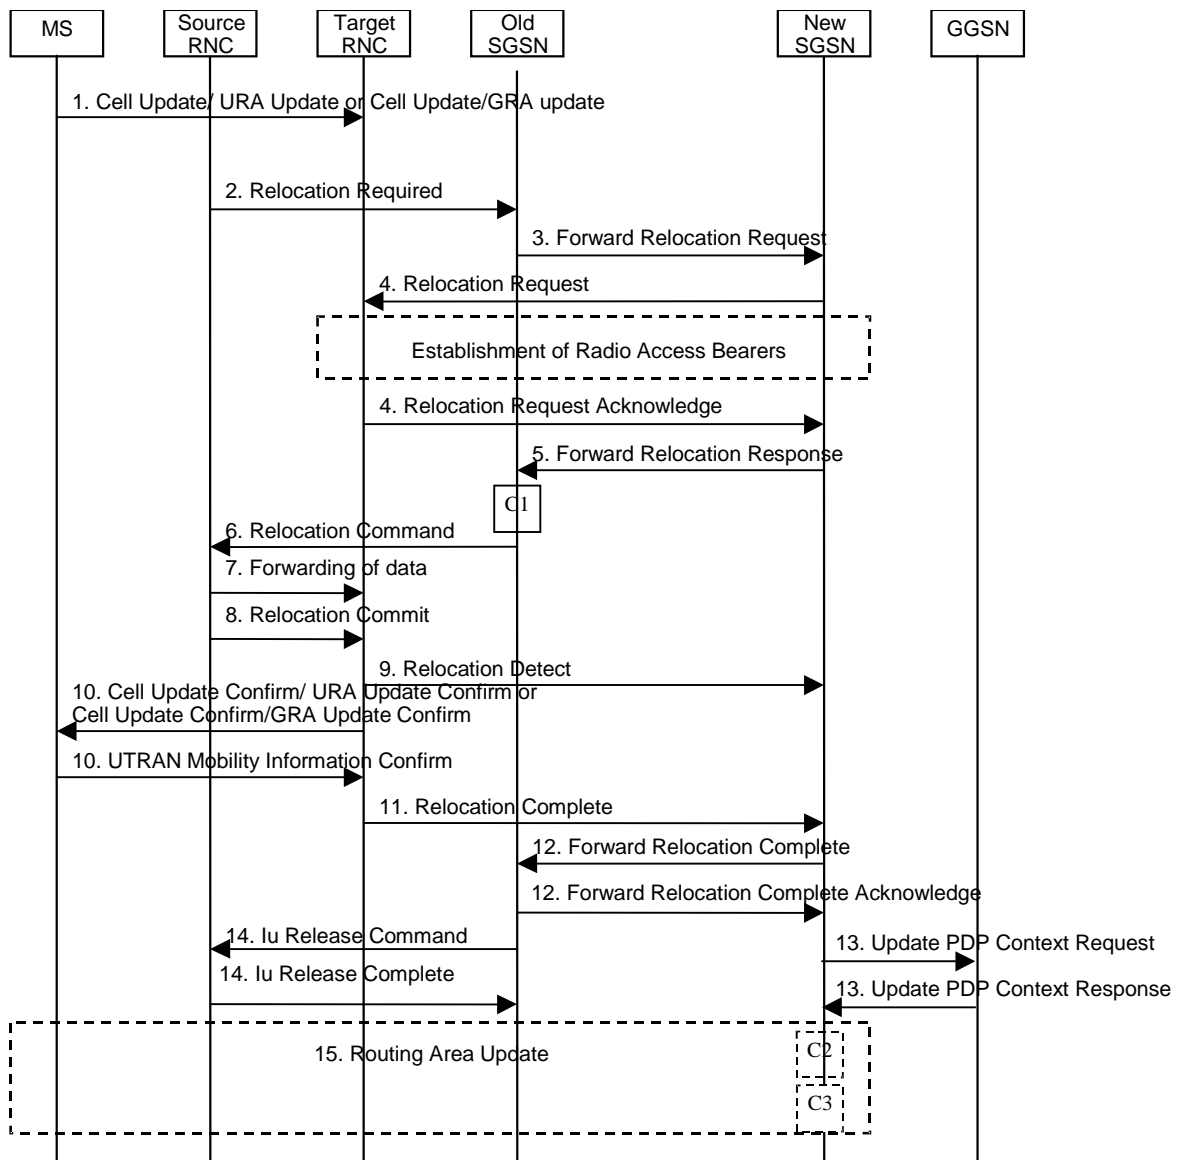 MS
Source
RNC
Target
RNC
Old
SGSN
New
SGSN
GGSN
1. Cell Update/ URA Update or Cell Update/GRA update
2. Relocation Required
3. Forward Relocation Request
4. Relocation Request
Establishment of Radio Access Bearers
4. Relocation Request Acknowledge
5. Forward Relocation Response
C1
6. Relocation Command
7. Forwarding of data
8. Relocation Commit
9. Relocation Detect
10. Cell Update Confirm/ URA Update Confirm or
Cell Update Confirm/GRA Update Confirm
10. UTRAN Mobility Information Confirm
11. Relocation Complete
12. Forward Relocation Complete
12. Forward Relocation Complete Acknowledge
14. Iu Release Command
13. Update PDP Context Request
14. Iu Release Complete
13. Update PDP Context Response
15. Routing Area Update
C2
C3